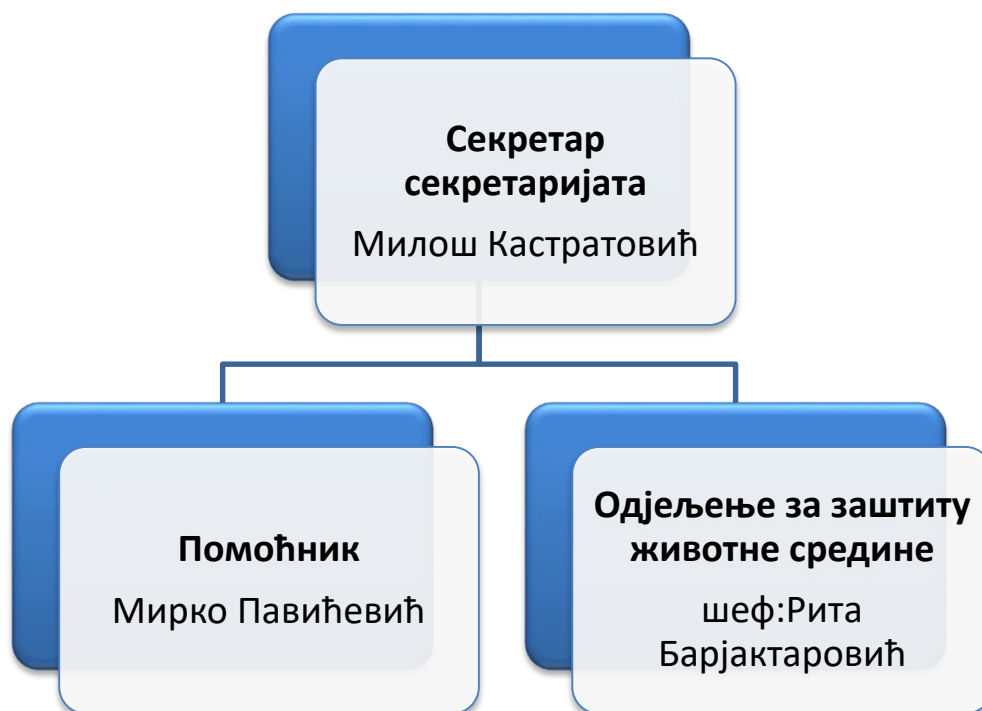 Секретар
секретаријата
Милош Кастратовић
Помоћник
Мирко Павићевић
Одјељење за заштиту
животне средине
шеф:Рита
Барјактаровић